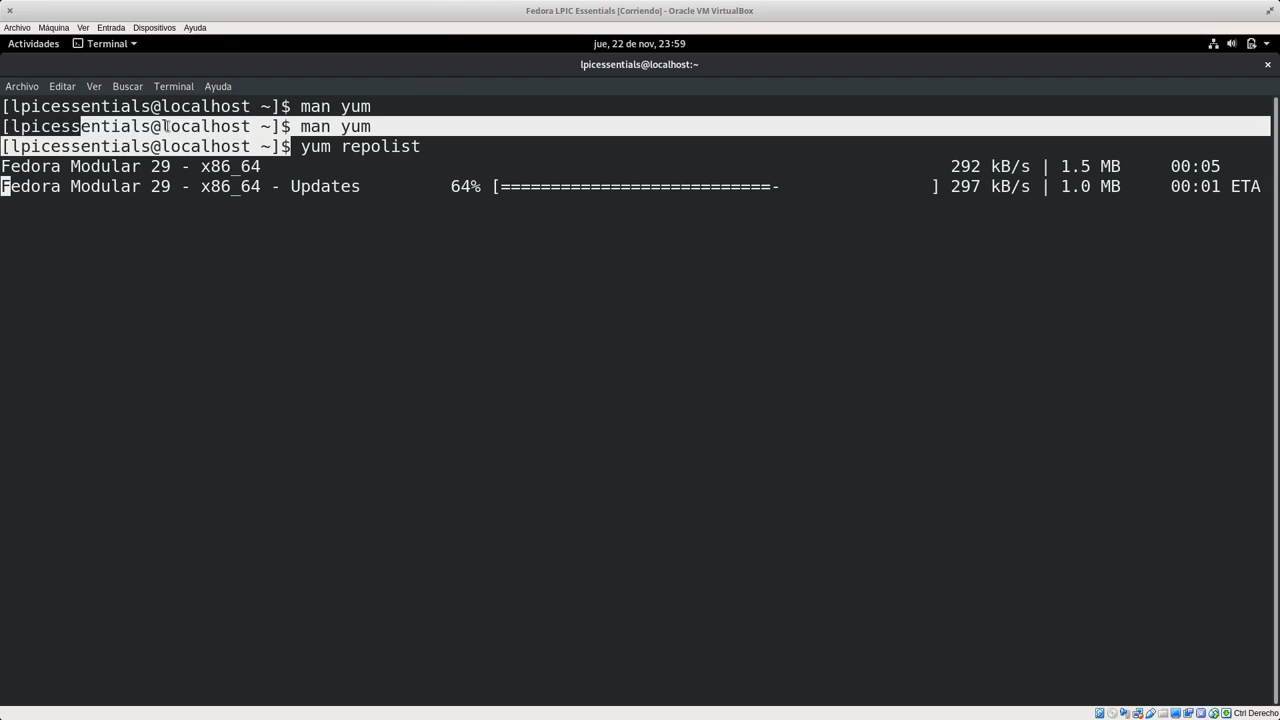 Fedora LPIC Essentials [Corriendo] - Oracle VM VirtualBox
Archivo Máquina Ver Entrada Dispositivos Ayuda
Actividades Terminal jue, 22 de nov, 23:59
lpicessentials@localhost:~
Archivo Editar Ver Buscar Terminal Ayuda
[lpicessentials@localhost ~]$ man yum
[lpicessentials@localhost ~]$ man yum
[lpicessentials@localhost ~]$ yum repolist
Fedora Modular 29 - x86_64 292 kB/s | 1.5 MB 00:05
Fedora Modular 29 - x86_64 - Updates 64% [===========================- ] 297 kB/s | 1.0 MB 00:01 ETA
Ctrl Derecho